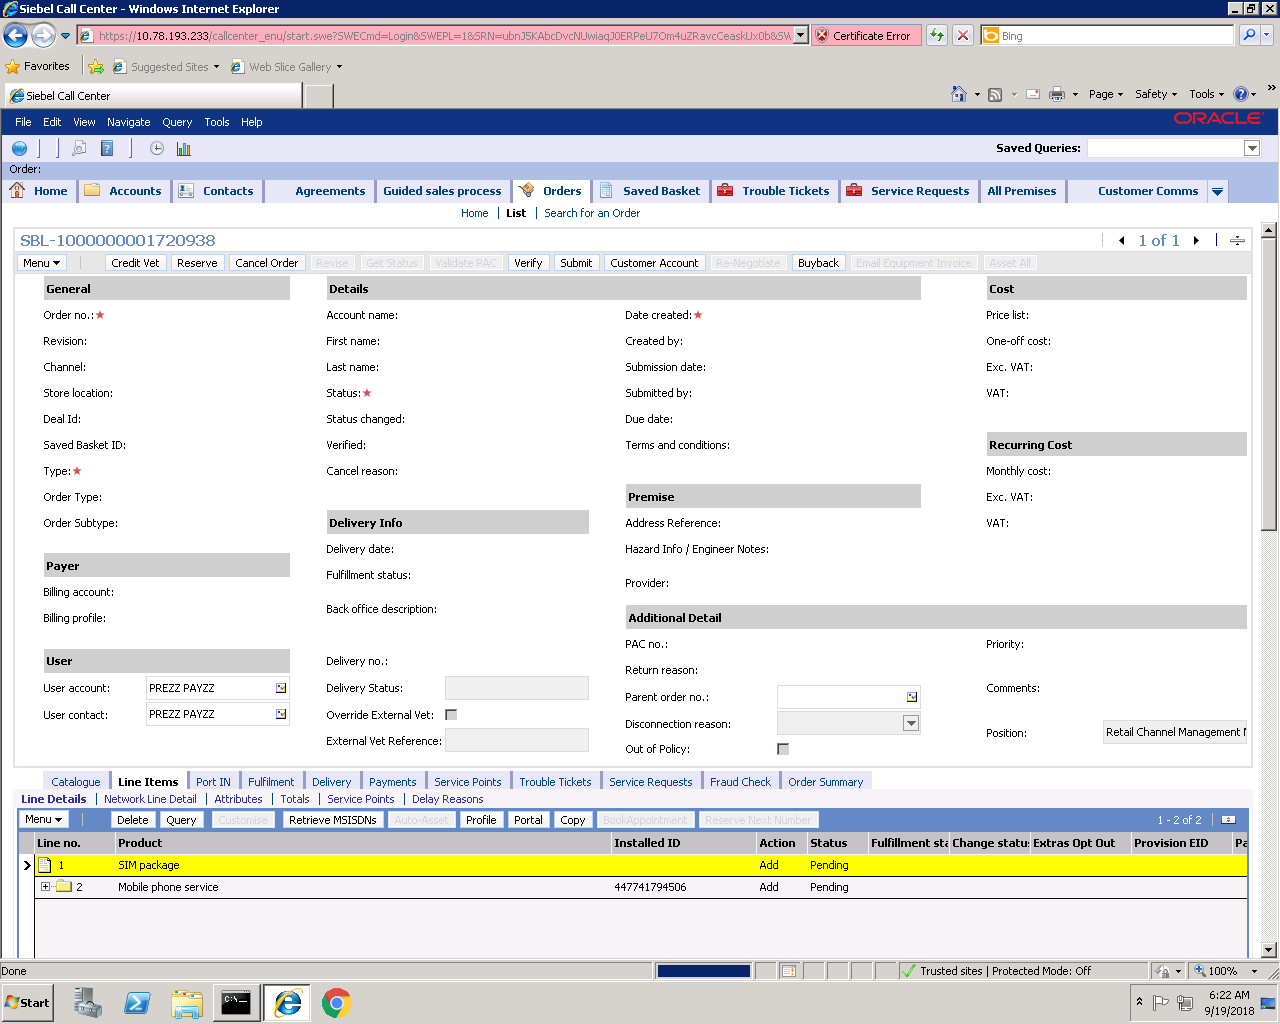 Siebel Call Center - Windows Internet Explorer
https://10.78.193.233/callcenter_enu/start.swe?SWECmd=Login&SWEPL=1&SRN=ubnJ5KAbcDvcNUwiaqJ0ERPeU7Om4uZRavcCeaskUx0b&SW Certificate Error Bing
Favorites Suggested Sites Web Slice Gallery
Siebel Call Center Page Safety Tools
File Edit View Navigate Query Tools Help ORACLE
Saved Queries:
Order:
Home Accounts Contacts Agreements Guided sales process Orders Saved Basket Trouble Tickets Service Requests All Premises Customer Comms
Home List Search for an Order
SBL-1000000001720938 1 of 1
Menu Credit Vet Reserve Cancel Order Revise Get Status Validate PAC Verify Submit Customer Account Re-Negotiate Buyback Email Equipment Invoice Asset All
General Details Cost
Order no.: Account name: Date created: Price list:
Revision: First name: Created by: One-off cost:
Channel: Last name: Submission date: Exc. VAT:
Store location: Status: Submitted by: VAT:
Deal Id: Status changed: Due date:
Saved Basket ID: Verified: Terms and conditions: Recurring Cost
Type: Cancel reason: Monthly cost:
Order Type: Premise Exc. VAT:
Order Subtype: Delivery Info Address Reference: VAT:
Delivery date: Hazard Info / Engineer Notes:
Payer Fulfillment status: Provider:
Billing account: Back office description:
Billing profile: Additional Detail
PAC no.: Priority:
User Delivery no.: Return reason:
User account: PREZZ PAYZZ Delivery Status: Parent order no.: Comments:
User contact: PREZZ PAYZZ Override External Vet: Disconnection reason: Position: Retail Channel Management
External Vet Reference: Out of Policy:
Catalogue Line Items Port IN Fulfilment Delivery Payments Service Points Trouble Tickets Service Requests Fraud Check Order Summary
Line Details Network Line Detail Attributes Totals Service Points Delay Reasons
Menu Delete Query Customise Retrieve MSISDNs Auto-Asset Profile Portal Copy BookAppointment Reserve Next Number 1 - 2 of 2
Line no. Product Installed ID Action Status Fulfillment sta Change status Extras Opt Out Provision EID Pa
1 SIM package Add Pending
2 Mobile phone service 447741794506 Add Pending
Done Trusted sites | Protected Mode: Off 100%
Start 6:22 AM
9/19/2018